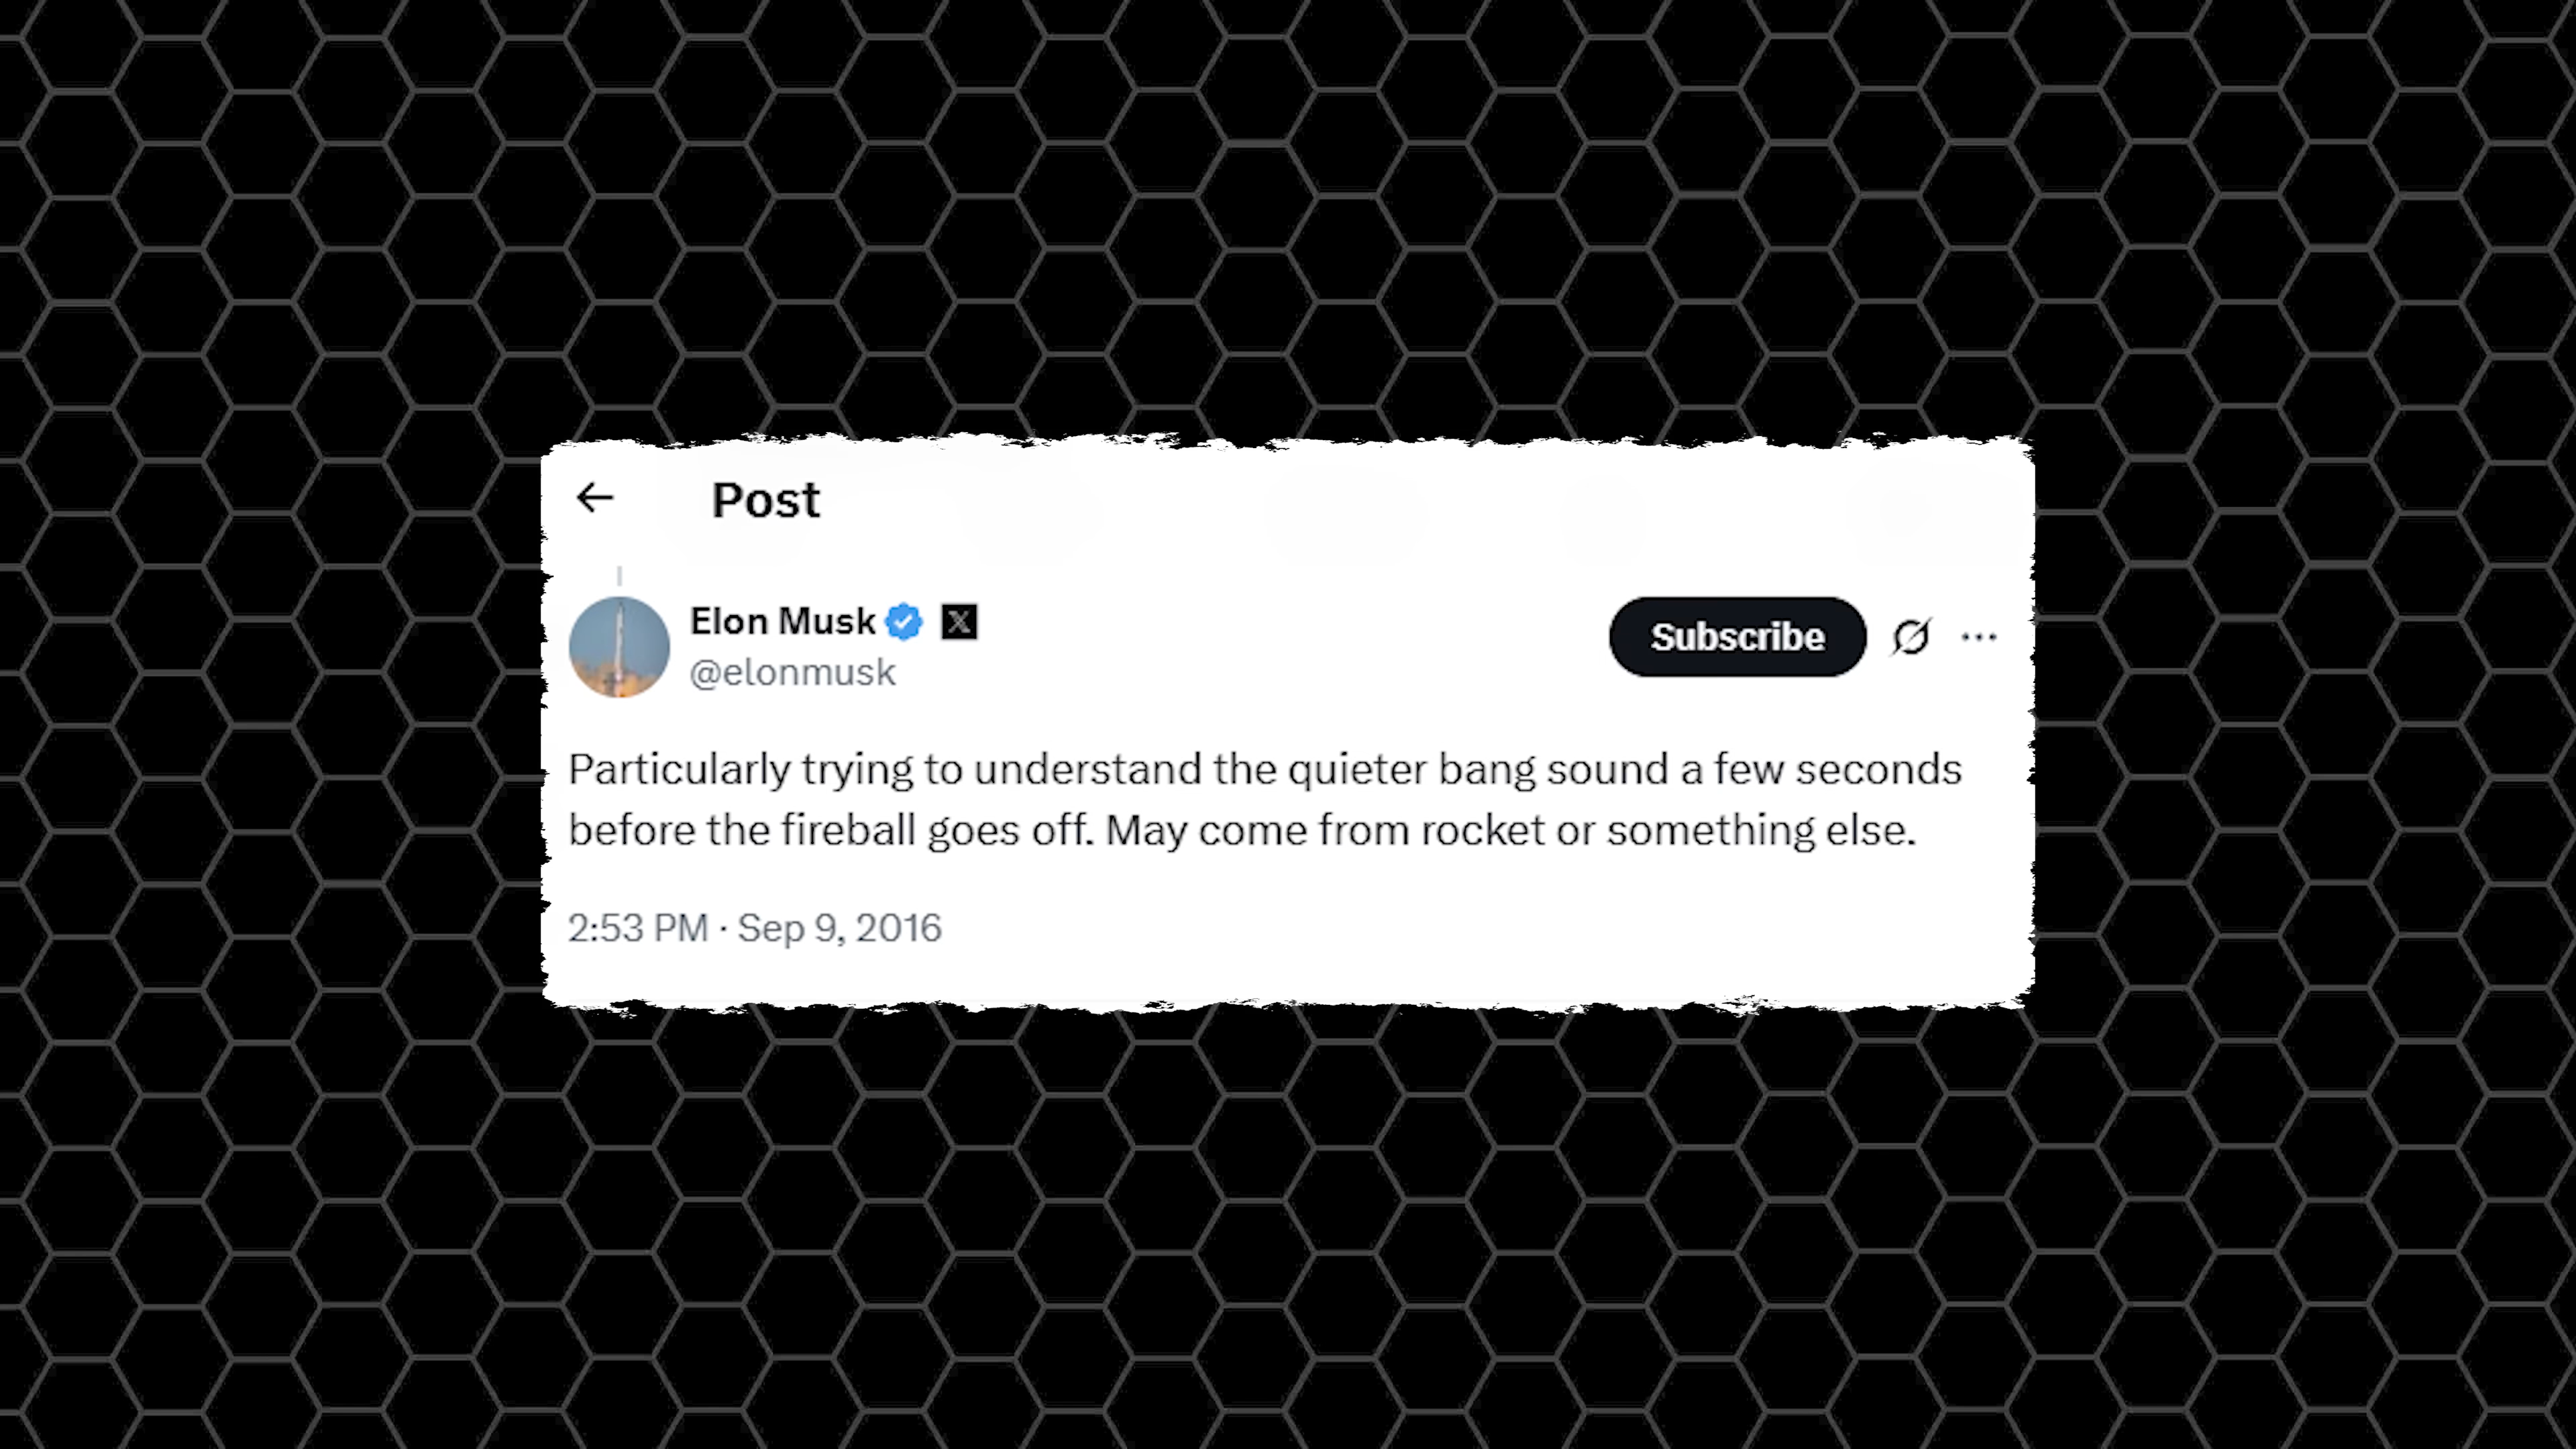 Post
Elon Musk
@elonmusk
Subscribe
Particularly trying to understand the quieter bang sound a few seconds
before the fireball goes off. May come from rocket or something else.
2:53 PM · Sep 9, 2016